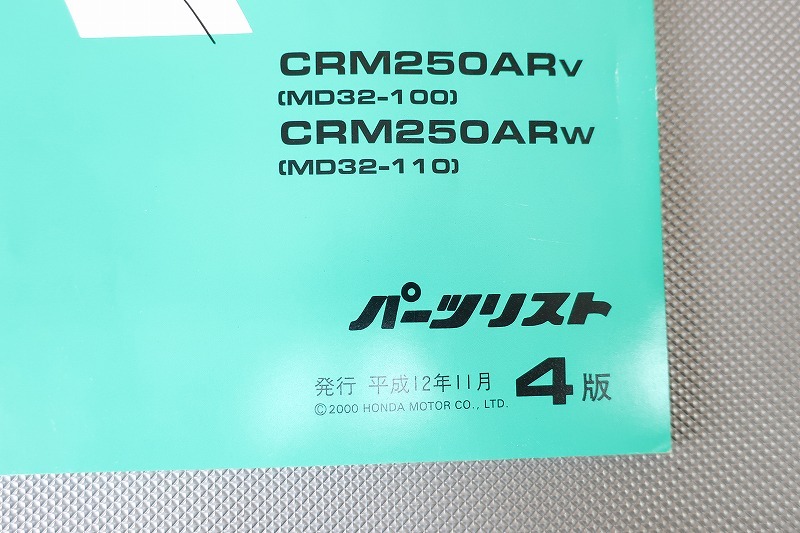 CRM250ARV
(MD32-100)
CRM250ARW
(MD32-110)
パーツリスト
発行 平成12年11月 4版
©2000 HONDA MOTOR CO., LTD.